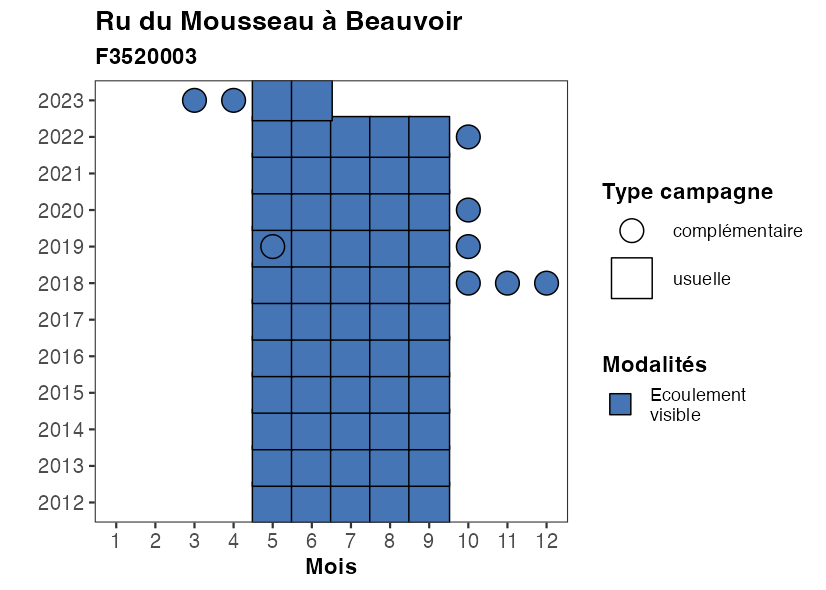 Ru du Mousseau à Beauvoir
F3520003
2023
2022
2021
2020
2019
2018
2017
2016
2015
2014
2013
2012
1 2 3 4 5 6 7 8 9 10 11 12
Mois
Type campagne
complémentaire
usuelle
Modalités
Ecoulement
visible